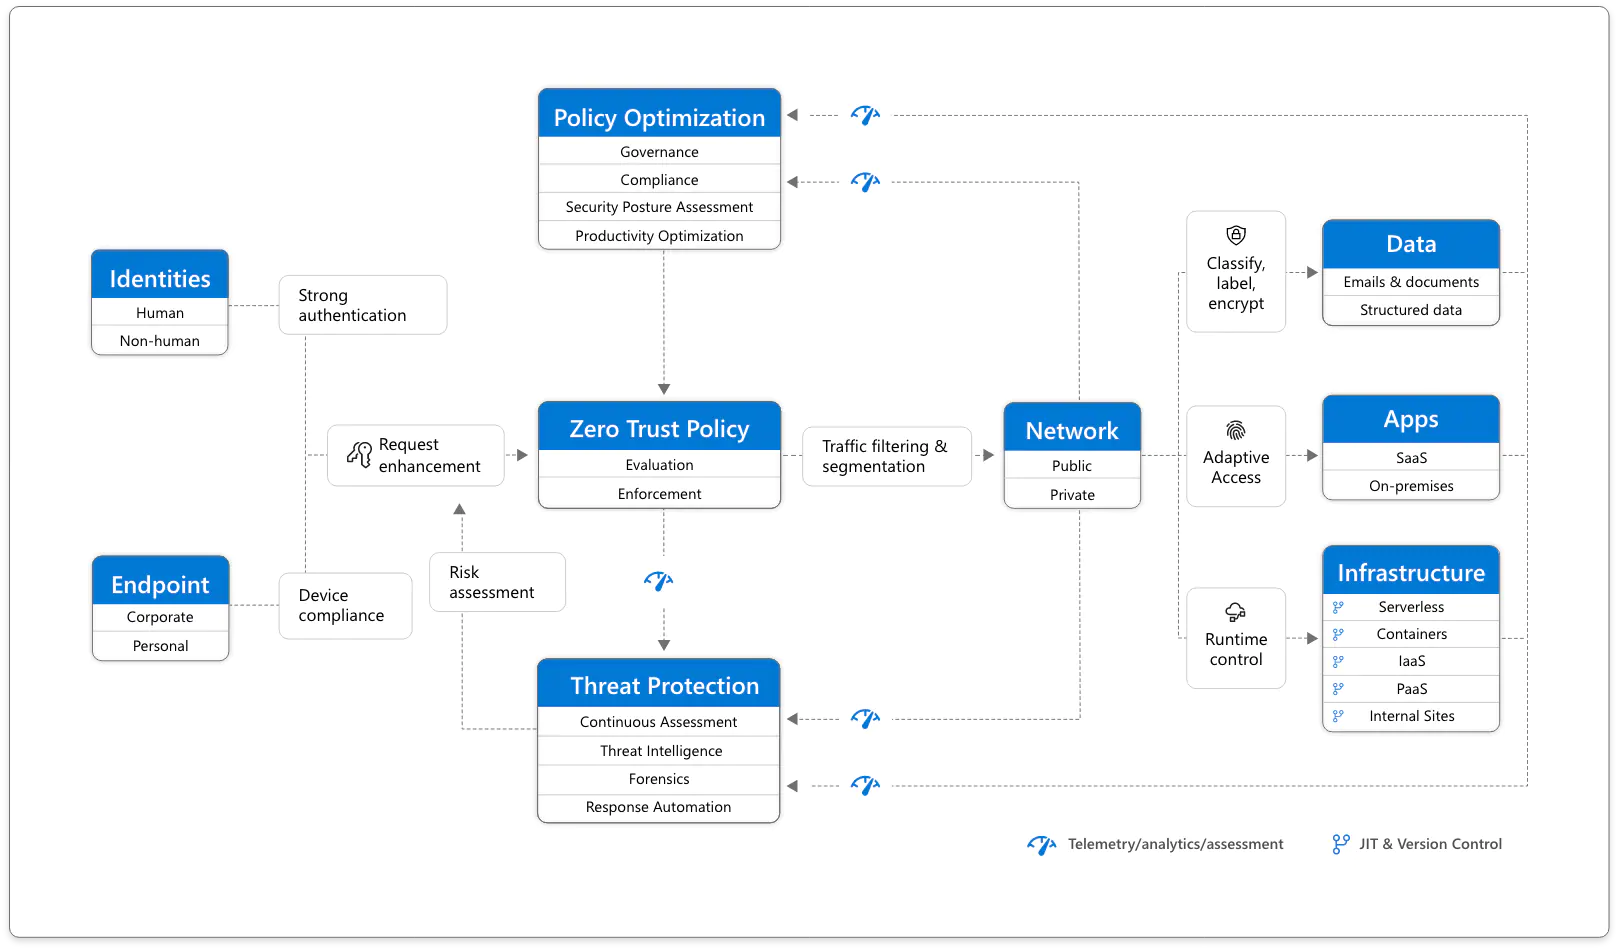 Policy Optimization
Governance
Compliance
Security Posture Assessment
Productivity Optimization
Identities
Human
Non-human
Strong
authentication
Request
enhancement
Endpoint
Corporate
Personal
Device
compliance
Risk
assessment
Zero Trust Policy
Evaluation
Enforcement
Threat Protection
Continuous Assessment
Threat Intelligence
Forensics
Response Automation
Traffic filtering &
segmentation
Network
Public
Private
Classify,
label,
encrypt
Data
Emails & documents
Structured data
Adaptive
Access
Apps
SaaS
On-premises
Runtime
control
Infrastructure
Serverless
Containers
IaaS
PaaS
Internal Sites
Telemetry/analytics/assessment
JIT & Version Control